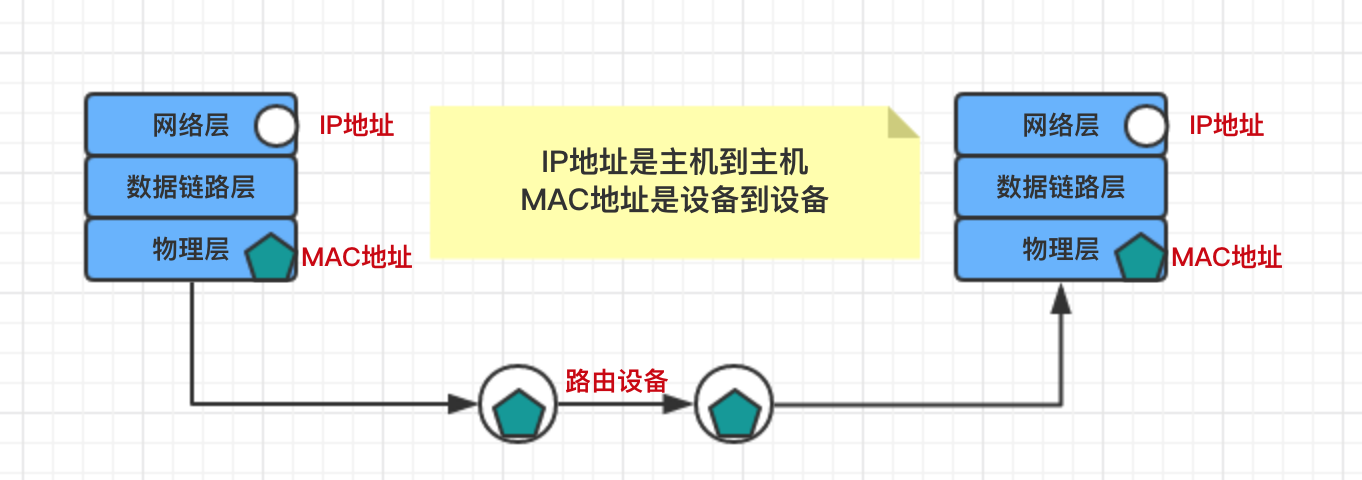 网络层
IP地址
数据链路层
物理层
MAC地址
IP地址是主机到主机
MAC地址是设备到设备
网络层
IP地址
数据链路层
物理层
MAC地址
路由设备